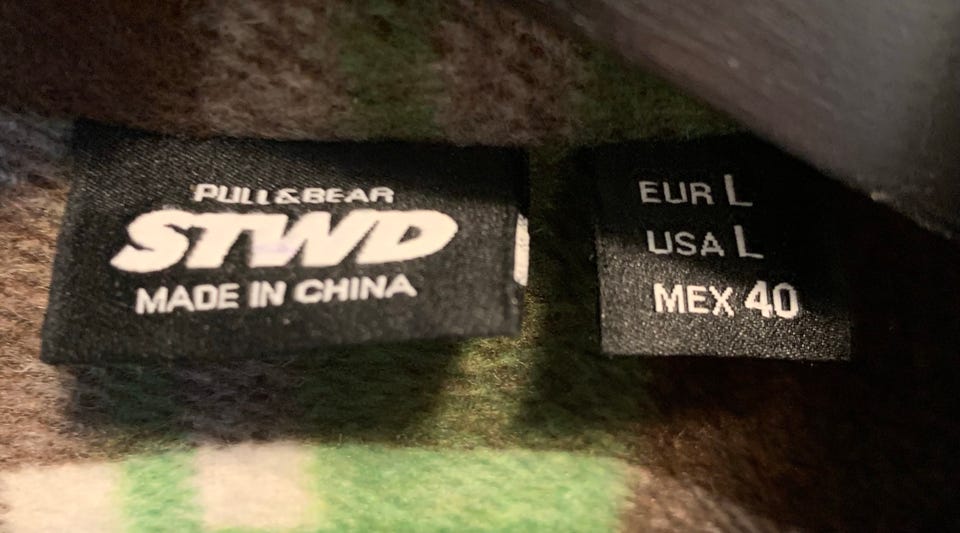 PULL&BEAR
STWD
MADE IN CHINA
EUR L
USA L
MEX 40